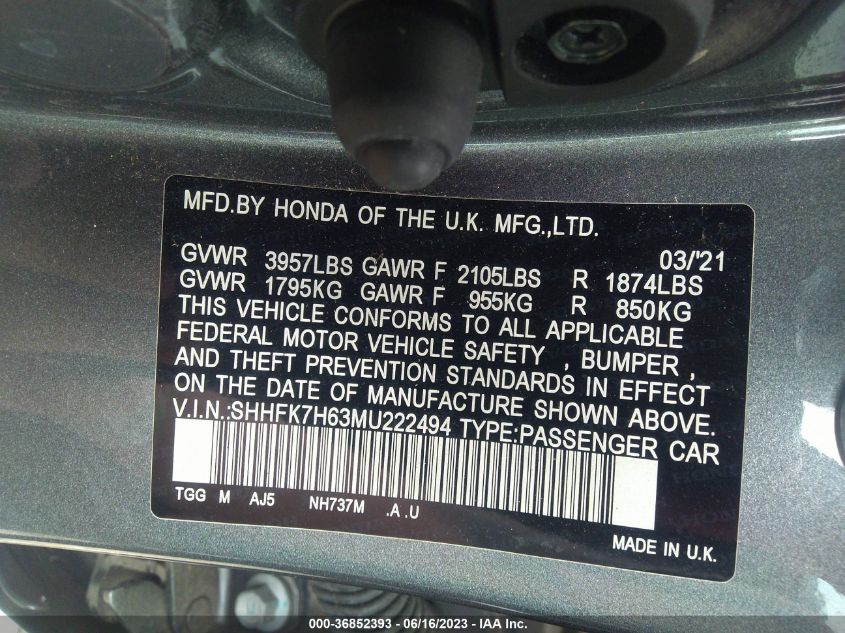 MFD.BY HONDA OF THE U.K. MFG.,LTD.
03/'21
GVWR 3957LBS GAWR F 2105LBS R 1874LBS
GVWR 1795KG GAWR F 955KG R 850KG
THIS VEHICLE CONFORMS TO ALL APPLICABLE
FEDERAL MOTOR VEHICLE SAFETY , BUMPER ,
AND THEFT PREVENTION STANDARDS IN EFFECT
ON THE DATE OF MANUFACTURE SHOWN ABOVE.
V.I.N.:SHHFK7H63MU222494 TYPE:PASSENGER CAR
TGG M AJ5 NH737M .A .U
MADE IN U.K.
000-36852393 - 06/16/2023 - IAA Inc.